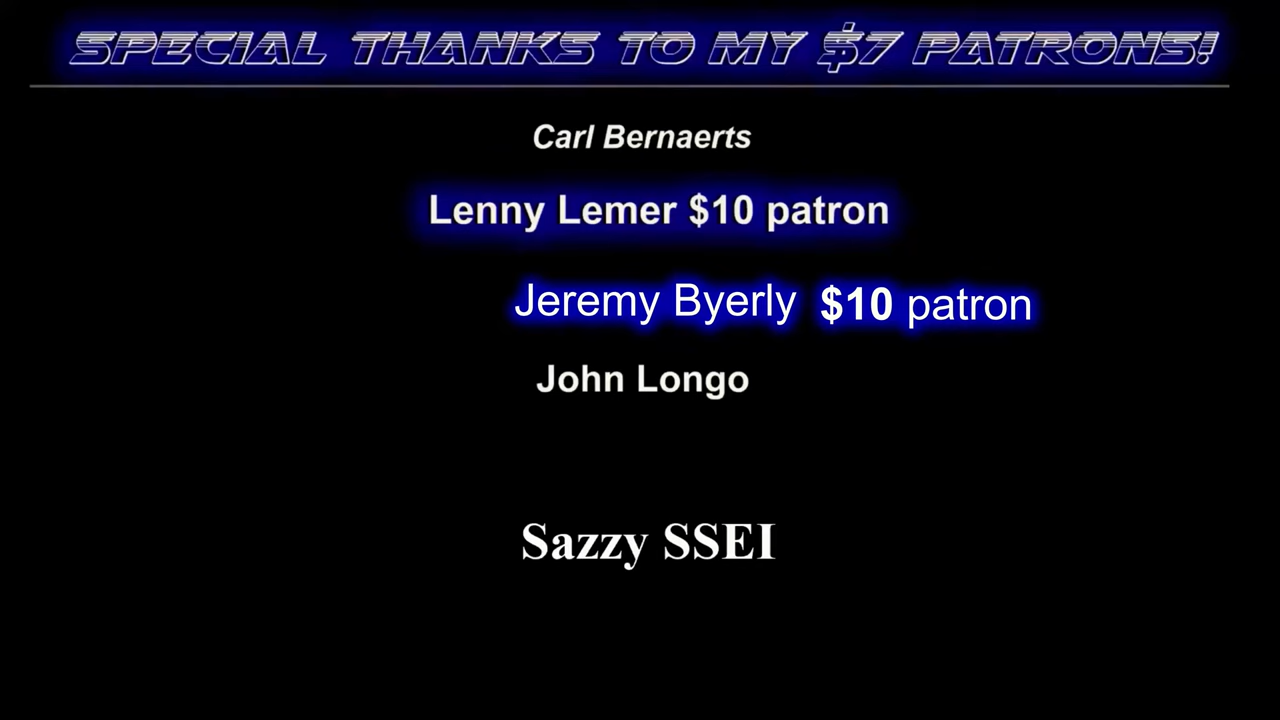 SPECIAL THANKS TO MY $7 PATRONS!
Carl Bernaerts
Lenny Lemer $10 patron
Jeremy Byerly $10 patron
John Longo
Sazzy SSEI